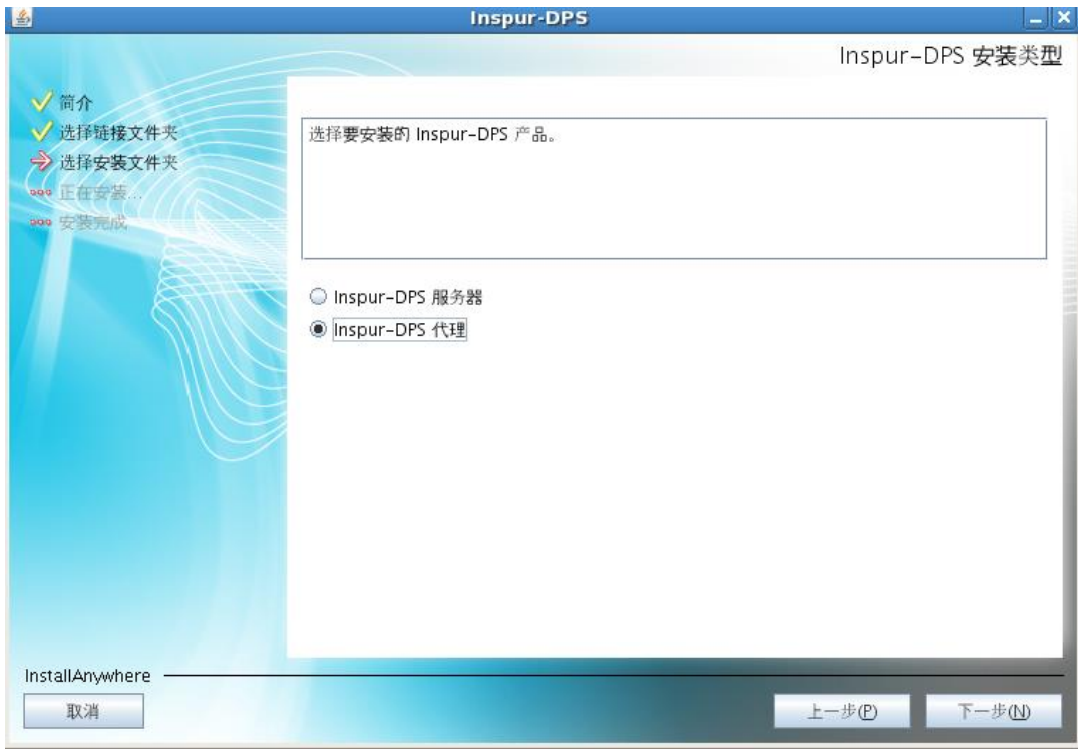 Inspur-DPS
Inspur-DPS 安装类型
简介
选择链接文件夹
选择安装文件夹
正在安装...
安装完成
选择要安装的 Inspur-DPS 产品。
Inspur-DPS 服务器
Inspur-DPS 代理
InstallAnywhere
取消
上一步(P)
下一步(N)